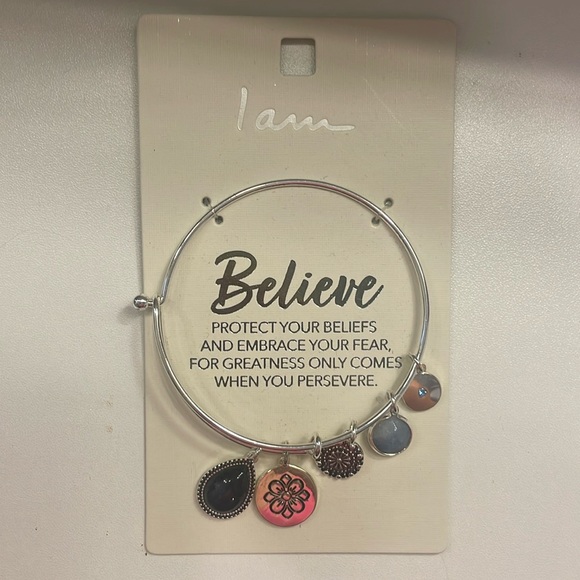 I am
Believe
PROTECT YOUR BELIEFS
AND EMBRACE YOUR FEAR,
FOR GREATNESS ONLY COMES
WHEN YOU PERSEVERE.